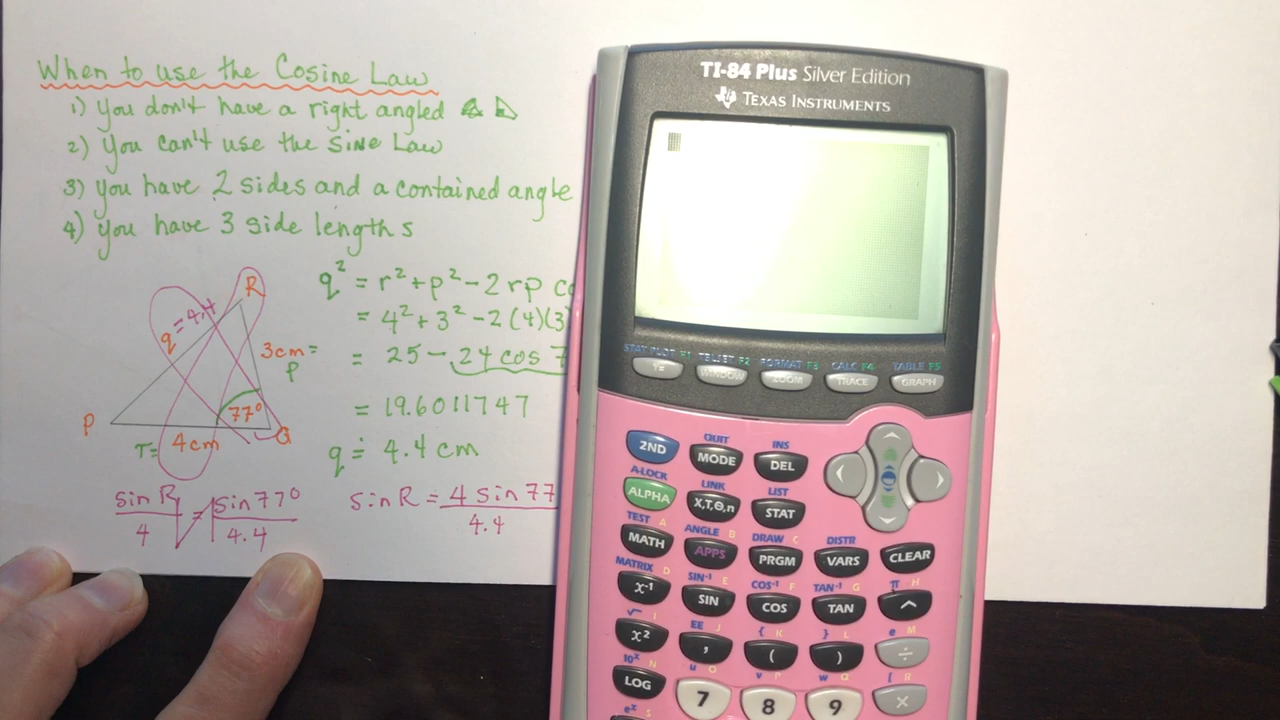 When to use the Cosine Law
1) You don't have a right angled
2) You can't use the Sine Law
3) you have 2 sides and a contained angle
4) you have 3 side lengths
q² = r² + p² - 2rp co
= 4² + 3² - 2(4)(3)
= 25 - 24 cos 7
= 19.6011747
q ≐ 4.4 cm
R
q = 4.4
3cm =
p
77°
P
Q
r=
4cm
sin R / 4 = sin 77° / 4.4
sin R = 4 sin 77 / 4.4
TI-84 Plus Silver Edition
TEXAS INSTRUMENTS
STAT PLOT F1 TBLSET F2 FORMAT F3 CALC F4 TABLE F5
Y= WINDOW ZOOM TRACE GRAPH
QUIT INS
2ND MODE DEL
A-LOCK LINK LIST
ALPHA X,T,Θ,n STAT
TEST A ANGLE B DRAW C DISTR
MATH APPS PRGM VARS CLEAR
MATRIX D SIN⁻¹ E COS⁻¹ F TAN⁻¹ G π H
x⁻¹ SIN COS TAN ^
√ I EE J { K } L e M
x² , ( ) ÷
10ˣ N u O v P w Q [ R
LOG 7 8 9 ×
eˣ S